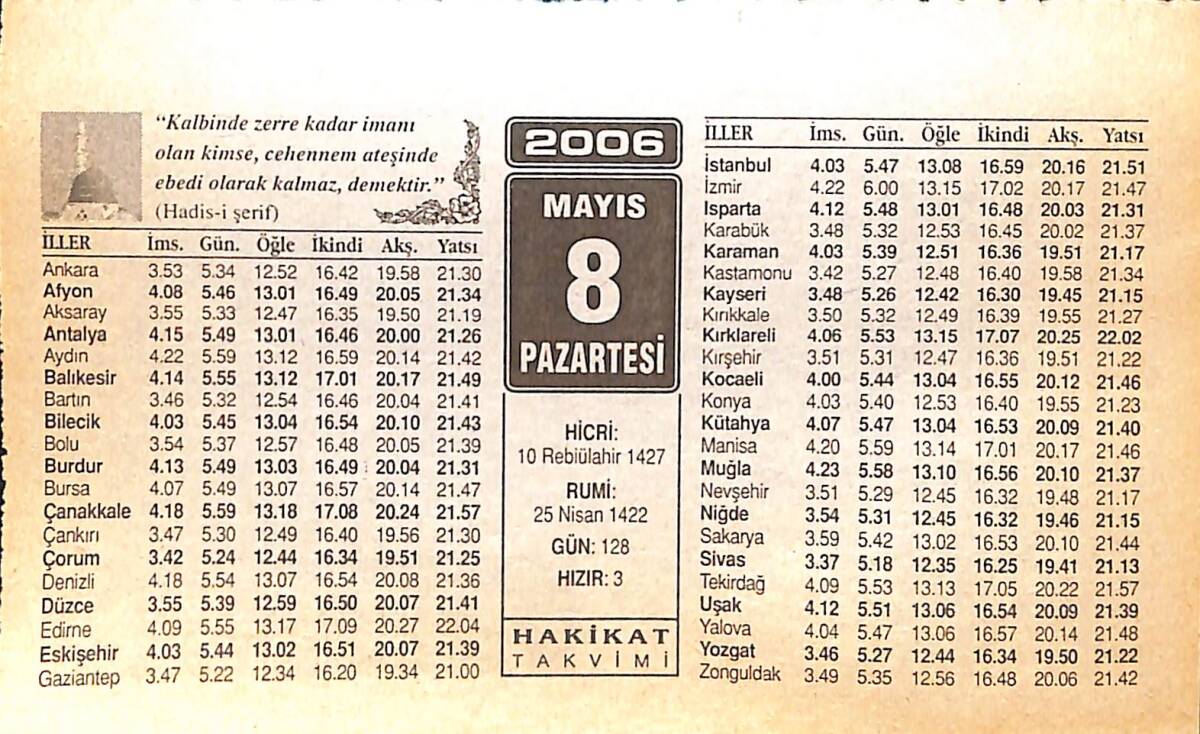 “Kalbinde zerre kadar imanı
olan kimse, cehennem ateşinde
ebedi olarak kalmaz, demektir.”
(Hadis-i şerif)
İLLER İms. Gün. Öğle İkindi Akş. Yatsı
Ankara 3.53 5.34 12.52 16.42 19.58 21.30
Afyon 4.08 5.46 13.01 16.49 20.05 21.34
Aksaray 3.55 5.33 12.47 16.35 19.50 21.19
Antalya 4.15 5.49 13.01 16.46 20.00 21.26
Aydın 4.22 5.59 13.12 16.59 20.14 21.42
Balıkesir 4.14 5.55 13.12 17.01 20.17 21.49
Bartın 3.46 5.32 12.54 16.46 20.04 21.41
Bilecik 4.03 5.45 13.04 16.54 20.10 21.43
Bolu 3.54 5.37 12.57 16.48 20.05 21.39
Burdur 4.13 5.49 13.03 16.49 20.04 21.31
Bursa 4.07 5.49 13.07 16.57 20.14 21.47
Çanakkale 4.18 5.59 13.18 17.08 20.24 21.57
Çankırı 3.47 5.30 12.49 16.40 19.56 21.30
Çorum 3.42 5.24 12.44 16.34 19.51 21.25
Denizli 4.18 5.54 13.07 16.54 20.08 21.36
Düzce 3.55 5.39 12.59 16.50 20.07 21.41
Edirne 4.09 5.55 13.17 17.09 20.27 22.04
Eskişehir 4.03 5.44 13.02 16.51 20.07 21.39
Gaziantep 3.47 5.22 12.34 16.20 19.34 21.00
2006
MAYIS
8
PAZARTESİ
HİCRİ:
10 Rebiülahir 1427
RUMİ:
25 Nisan 1422
GÜN: 128
HIZIR: 3
HAKİKAT
TAKVİMİ
İLLER İms. Gün. Öğle İkindi Akş. Yatsı
İstanbul 4.03 5.47 13.08 16.59 20.16 21.51
İzmir 4.22 6.00 13.15 17.02 20.17 21.47
Isparta 4.12 5.48 13.01 16.48 20.03 21.31
Karabük 3.48 5.32 12.53 16.45 20.02 21.37
Karaman 4.03 5.39 12.51 16.36 19.51 21.17
Kastamonu 3.42 5.27 12.48 16.40 19.58 21.34
Kayseri 3.48 5.26 12.42 16.30 19.45 21.15
Kırıkkale 3.50 5.32 12.49 16.39 19.55 21.27
Kırklareli 4.06 5.53 13.15 17.07 20.25 22.02
Kırşehir 3.51 5.31 12.47 16.36 19.51 21.22
Kocaeli 4.00 5.44 13.04 16.55 20.12 21.46
Konya 4.03 5.40 12.53 16.40 19.55 21.23
Kütahya 4.07 5.47 13.04 16.53 20.09 21.40
Manisa 4.20 5.59 13.14 17.01 20.17 21.46
Muğla 4.23 5.58 13.10 16.56 20.10 21.37
Nevşehir 3.51 5.29 12.45 16.32 19.48 21.17
Niğde 3.54 5.31 12.45 16.32 19.46 21.15
Sakarya 3.59 5.42 13.02 16.53 20.10 21.44
Sivas 3.37 5.18 12.35 16.25 19.41 21.13
Tekirdağ 4.09 5.53 13.13 17.05 20.22 21.57
Uşak 4.12 5.51 13.06 16.54 20.09 21.39
Yalova 4.04 5.47 13.06 16.57 20.14 21.48
Yozgat 3.46 5.27 12.44 16.34 19.50 21.22
Zonguldak 3.49 5.35 12.56 16.48 20.06 21.42